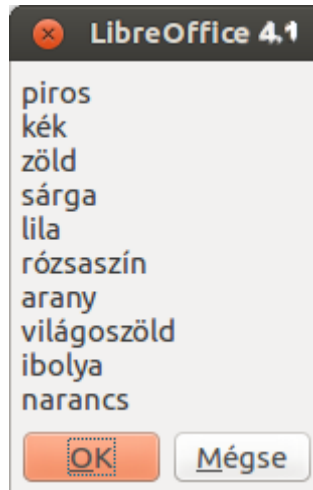 LibreOffice 4.1
piros
kék
zöld
sárga
lila
rózsaszín
arany
világoszöld
ibolya
narancs
OK Mégse